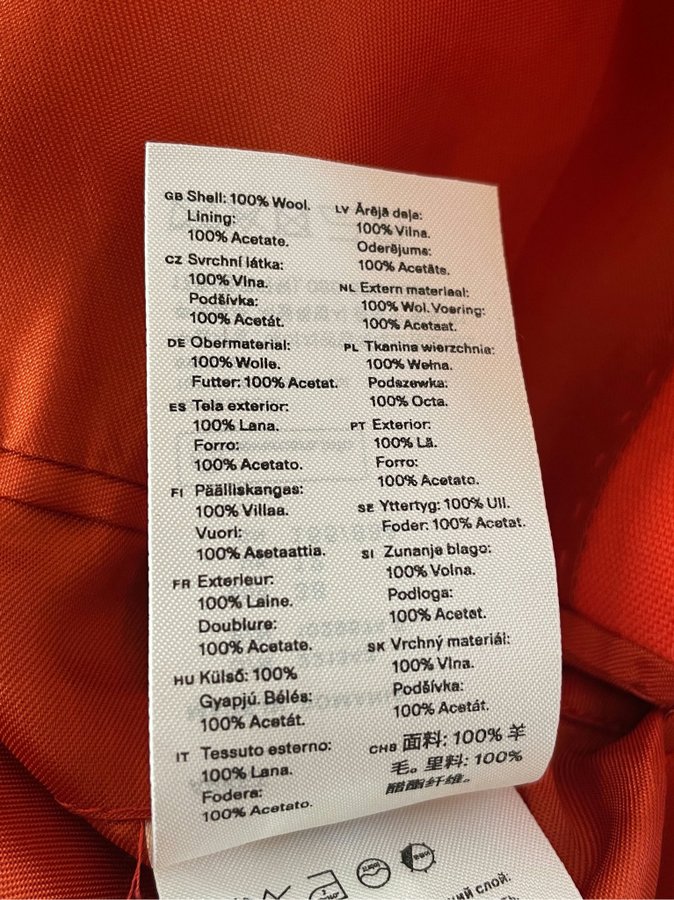 GB Shell: 100% Wool.
Lining:
100% Acetate.
CZ Svrchní látka:
100% Vlna.
Podšívka:
100% Acetát.
DE Obermaterial:
100% Wolle.
Futter: 100% Acetat.
ES Tela exterior:
100% Lana.
Forro:
100% Acetato.
FI Päälliskangas:
100% Villaa.
Vuori:
100% Asetaattia.
FR Exterieur:
100% Laine.
Doublure:
100% Acetate.
HU Külső: 100%
Gyapjú. Bélés:
100% Acetát.
IT Tessuto esterno:
100% Lana.
Fodera:
100% Acetato.
LV Ārējā deļa:
100% Vilna.
Oderējums:
100% Acetāts.
NL Extern materiaal:
100% Wol. Voering:
100% Acetaat.
PL Tkanina wierzchnia:
100% Wełna.
Podszewka:
100% Octa.
PT Exterior:
100% Lã.
Forro:
100% Acetato.
SE Yttertyg: 100% Ull.
Foder: 100% Acetat.
SI Zunanje blago:
100% Volna.
Podloga:
100% Acetat.
SK Vrchný materiál:
100% Vlna.
Podšívka:
100% Acetát.
CHS 面料: 100% 羊
毛。里料: 100%
醋酯纤维。
слой: